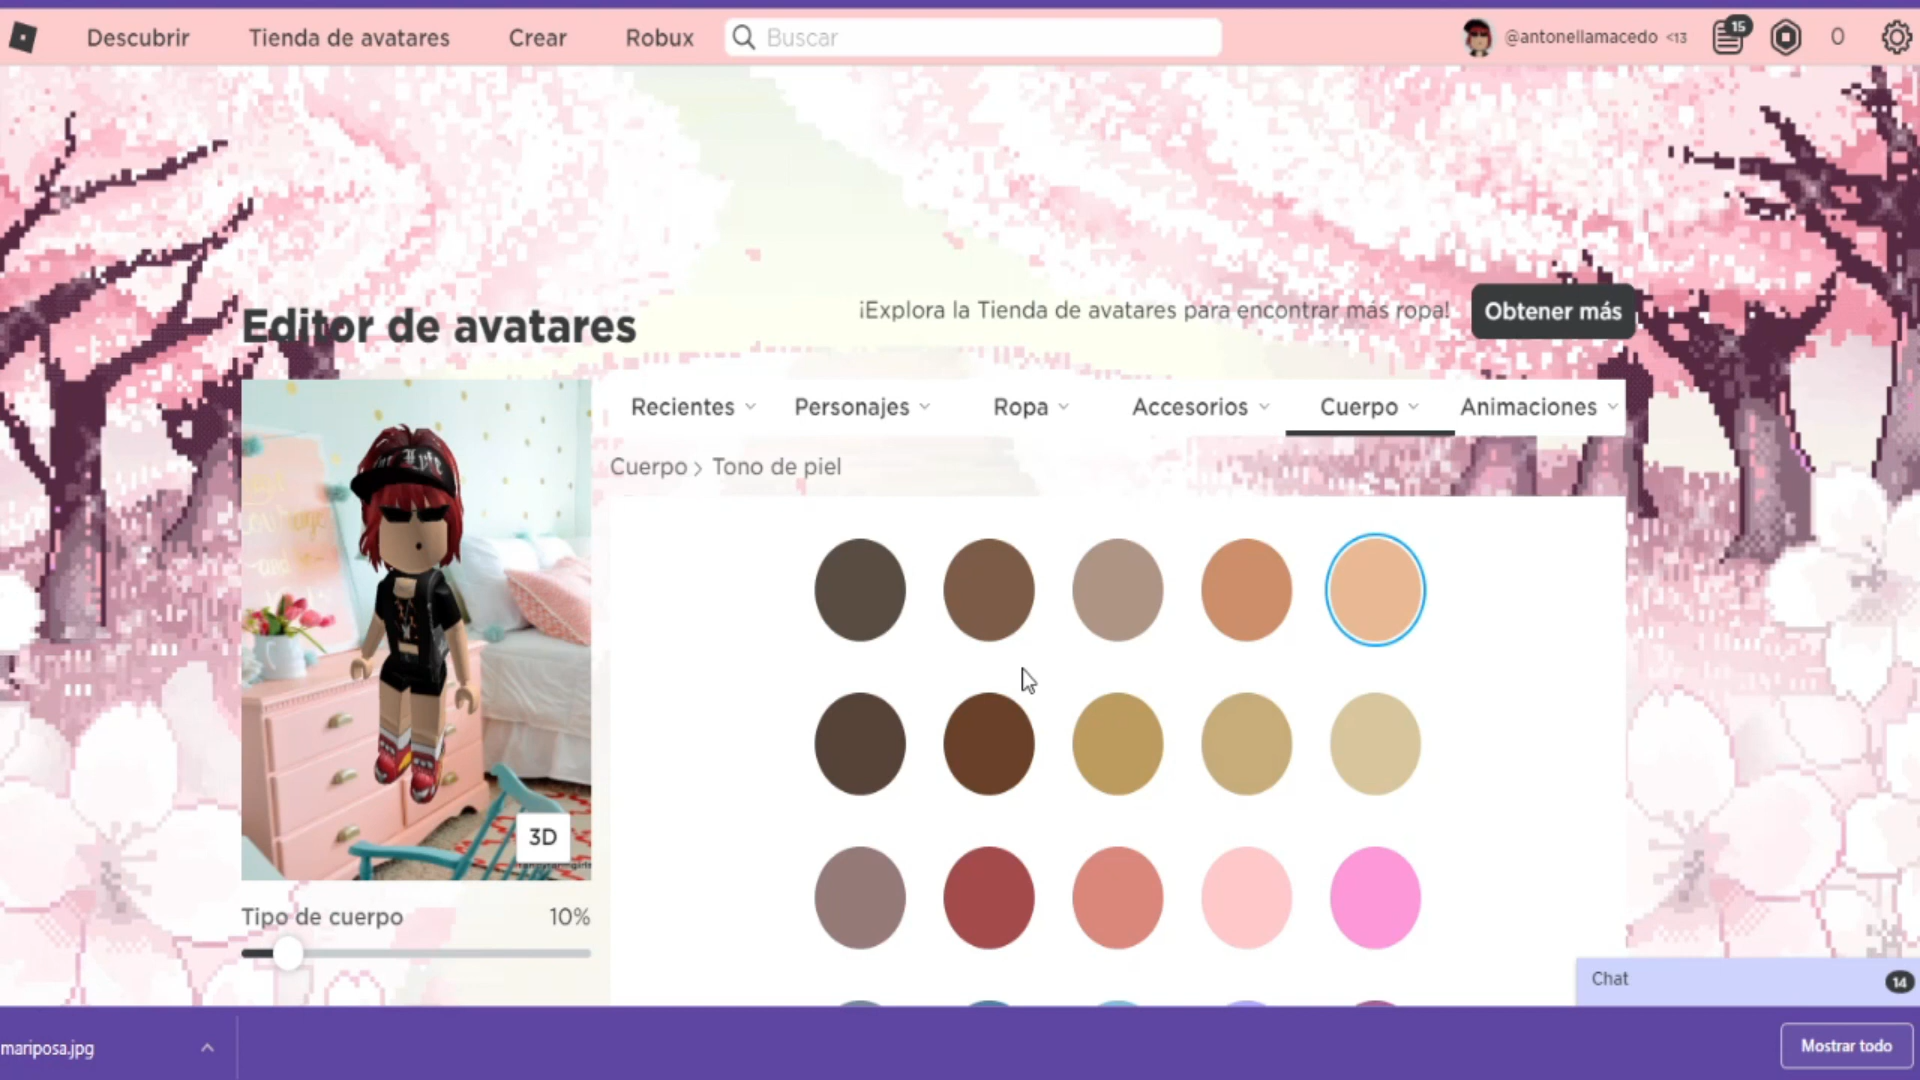 Descubrir
Tienda de avatares
Crear
Robux
Buscar
@antonellamacedo <13
15
0
¡Explora la Tienda de avatares para encontrar más ropa!
Obtener más
Editor de avatares
Recientes
Personajes
Ropa
Accesorios
Cuerpo
Animaciones
Cuerpo > Tono de piel
3D
Tipo de cuerpo
10%
Chat
14
mariposa.jpg
Mostrar todo